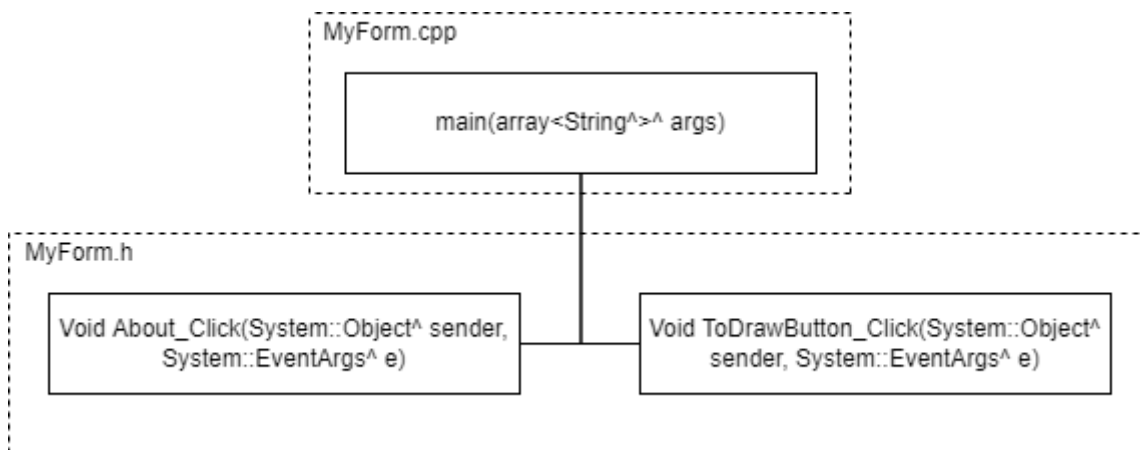 MyForm.cpp
main(array<String^>^ args)
MyForm.h
Void About_Click(System::Object^ sender,
System::EventArgs^ e)
Void ToDrawButton_Click(System::Object^
sender, System::EventArgs^ e)